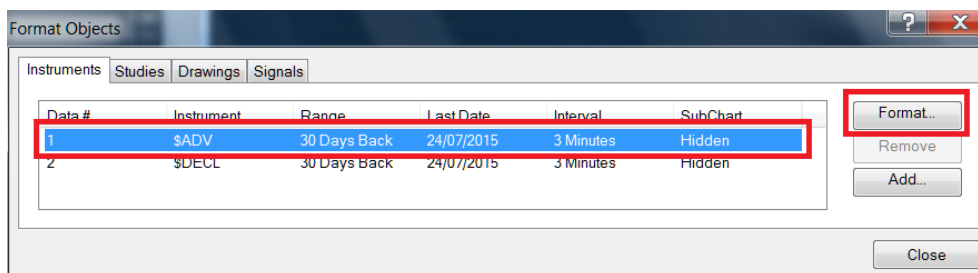 Format Objects
? X
Instruments Studies Drawings Signals
Data # Instrument Range Last Date Interval SubChart
1 $ADV 30 Days Back 24/07/2015 3 Minutes Hidden
2 $DECL 30 Days Back 24/07/2015 3 Minutes Hidden
Format...
Remove
Add...
Close